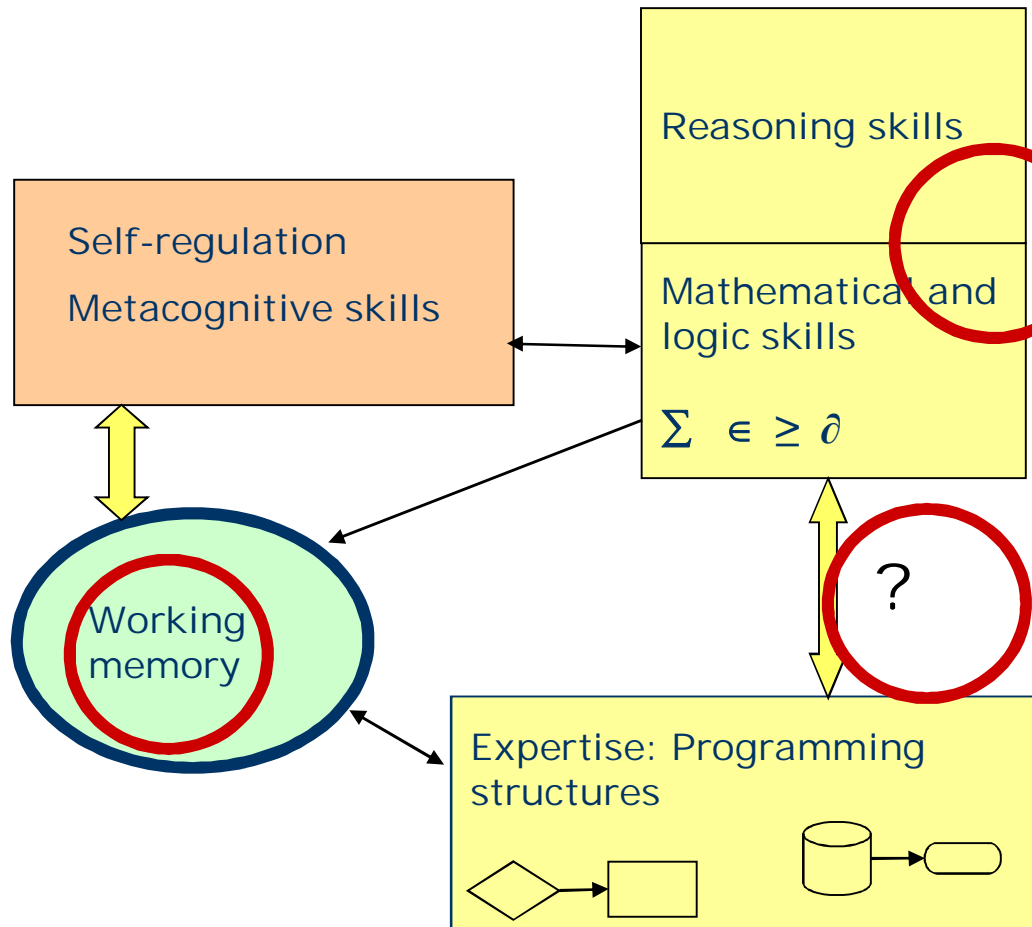 Reasoning skills
Self-regulation
Metacognitive skills
Mathematical and
logic skills
∑ ∈ ≥ ∂
?
Working
memory
Expertise: Programming
structures